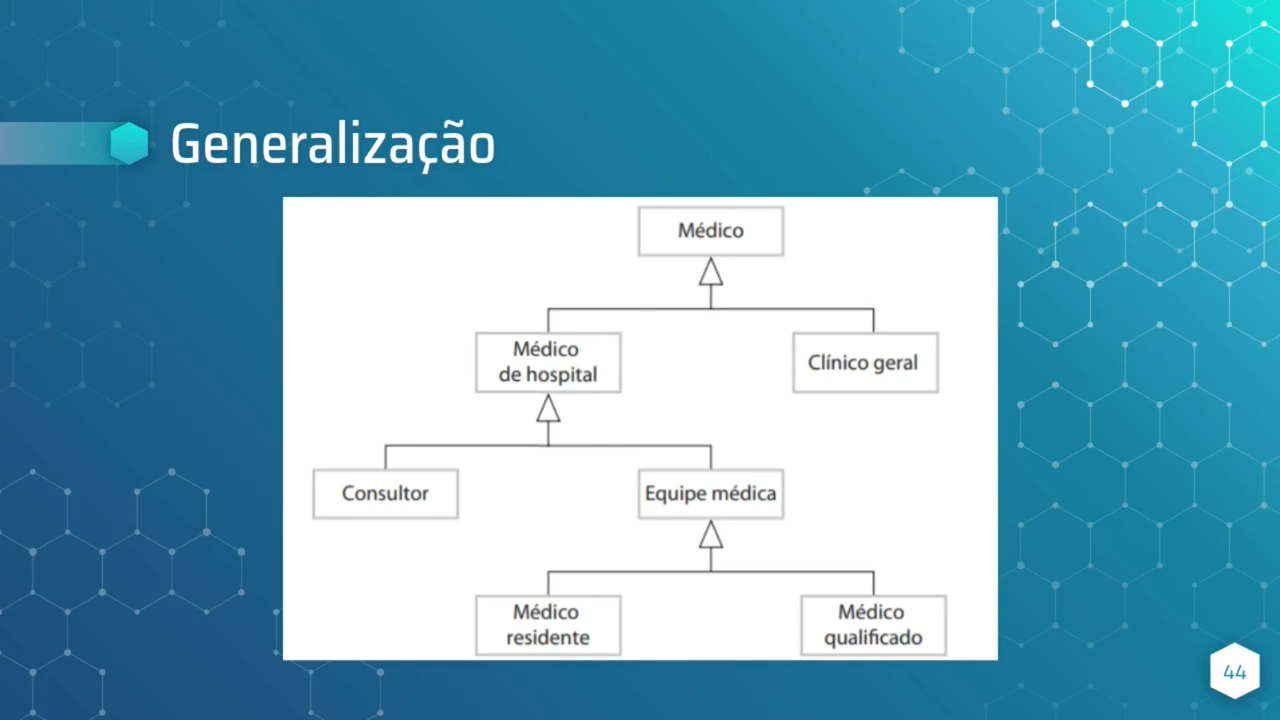 Generalização
Médico
Médico
de hospital
Clínico geral
Consultor
Equipe médica
Médico
residente
Médico
qualificado
44